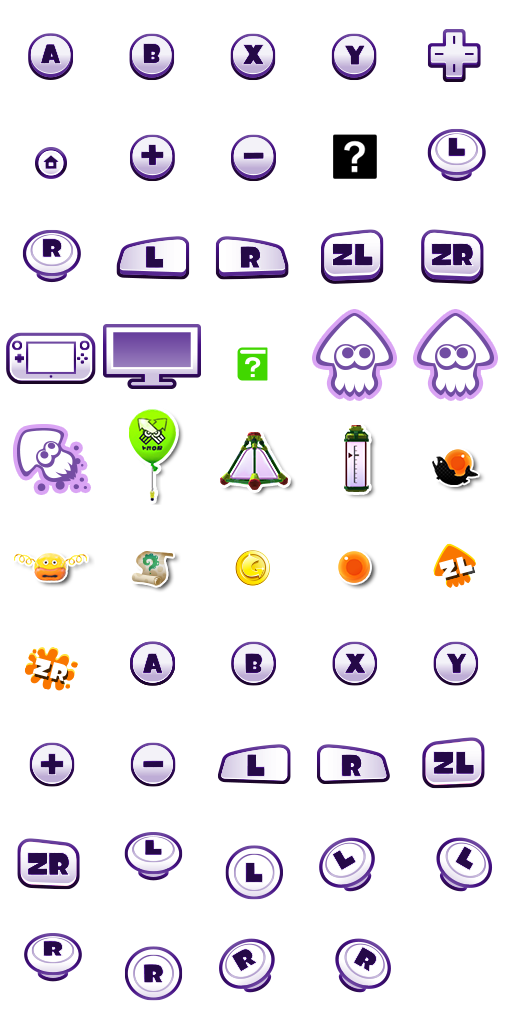 A B X Y
+ - ? L
R L R ZL ZR
?
ZL
ZR A B X Y
+ - L R ZL
ZR L L L L
R R R R